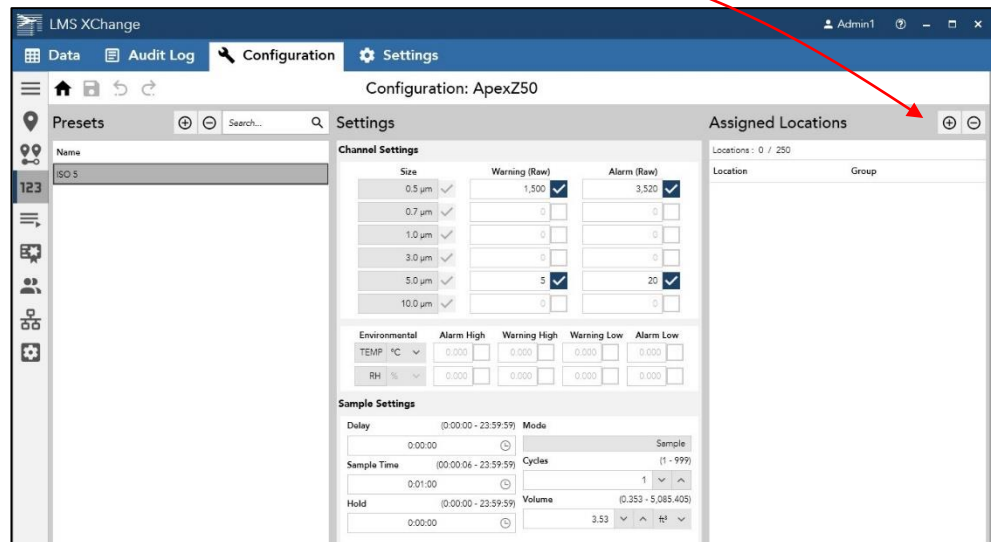 LMS XChange Admin1
Data Audit Log Configuration Settings
Configuration: ApexZ50
Presets Search... Settings Assigned Locations
Name Channel Settings Locations : 0 / 250
ISO 5 Size Warning (Raw) Alarm (Raw) Location Group
123
0.5 µm 1,500 3,520
0.7 µm 0 0
1.0 µm 0 0
3.0 µm 0 0
5.0 µm 5 20
10.0 µm 0 0
Environmental Alarm High Warning High Warning Low Alarm Low
TEMP °C 0.000 0.000 0.000 0.000
RH % 0.000 0.000 0.000 0.000
Sample Settings
Delay (0:00:00 - 23:59:59) Mode
0:00:00 Sample
Sample Time (00:00:06 - 23:59:59) Cycles (1 - 999)
0:01:00 1
Hold (0:00:00 - 23:59:59) Volume (0.353 - 5,085.405)
0:00:00 3.53 ft³